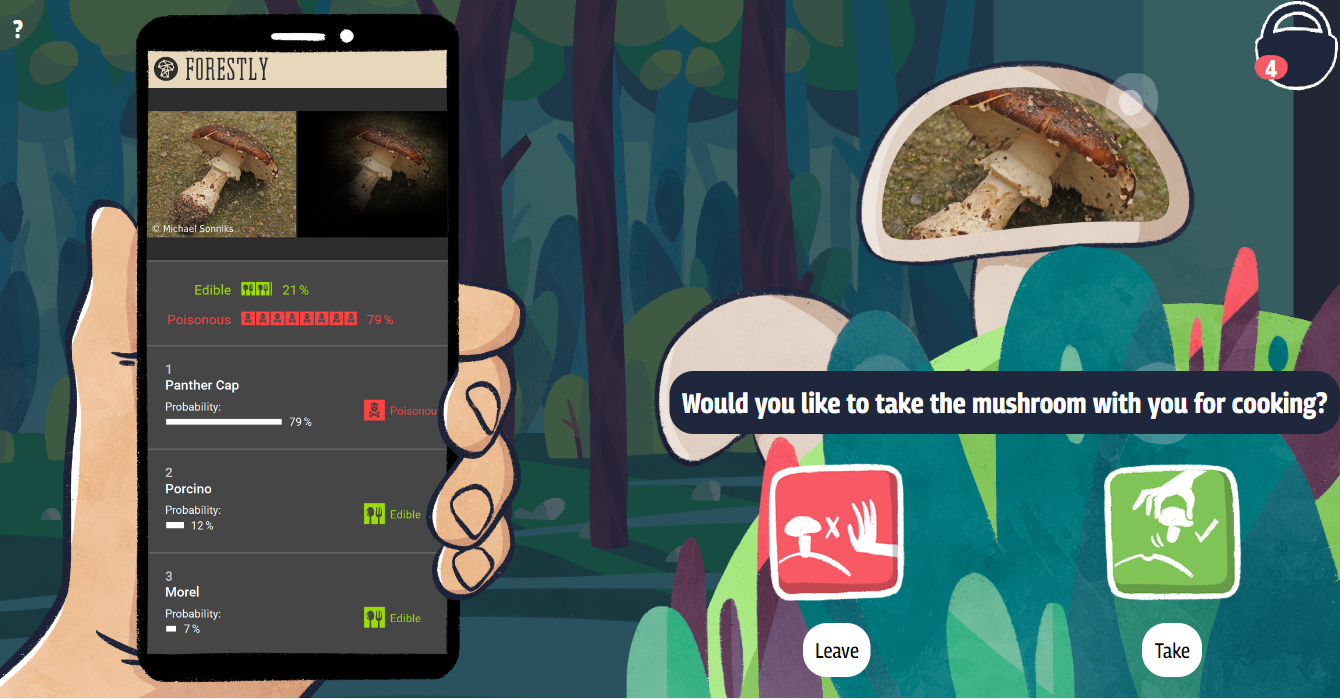 ?
FORESTLY
4
© Michael Sonniks
Edible 21 %
Poisonous 79 %
1
Panther Cap
Probability:
79 %
Poisonou
2
Porcino
Probability:
12 %
Edible
3
Morel
Probability:
7 %
Edible
Would you like to take the mushroom with you for cooking?
Leave
Take